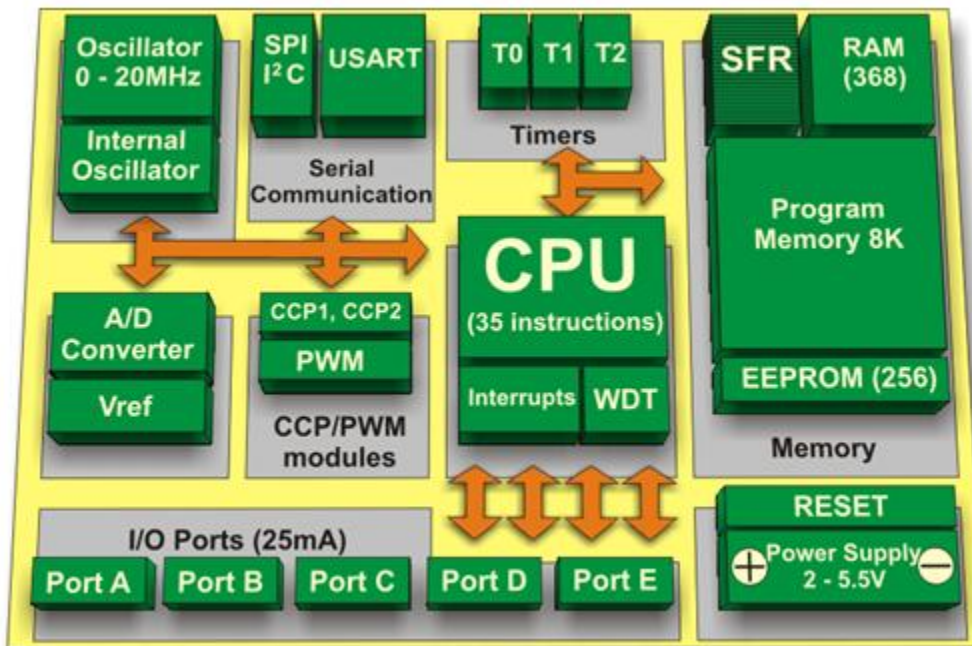 Oscillator
0 - 20MHz
Internal
Oscillator
SPI
I²C
USART
Serial
Communication
T0 T1 T2
Timers
SFR
RAM
(368)
Program
Memory 8K
EEPROM (256)
Memory
A/D
Converter
Vref
CCP1, CCP2
PWM
CCP/PWM
modules
CPU
(35 instructions)
Interrupts
WDT
I/O Ports (25mA)
Port A Port B Port C Port D Port E
RESET
+ Power Supply -
2 - 5.5V